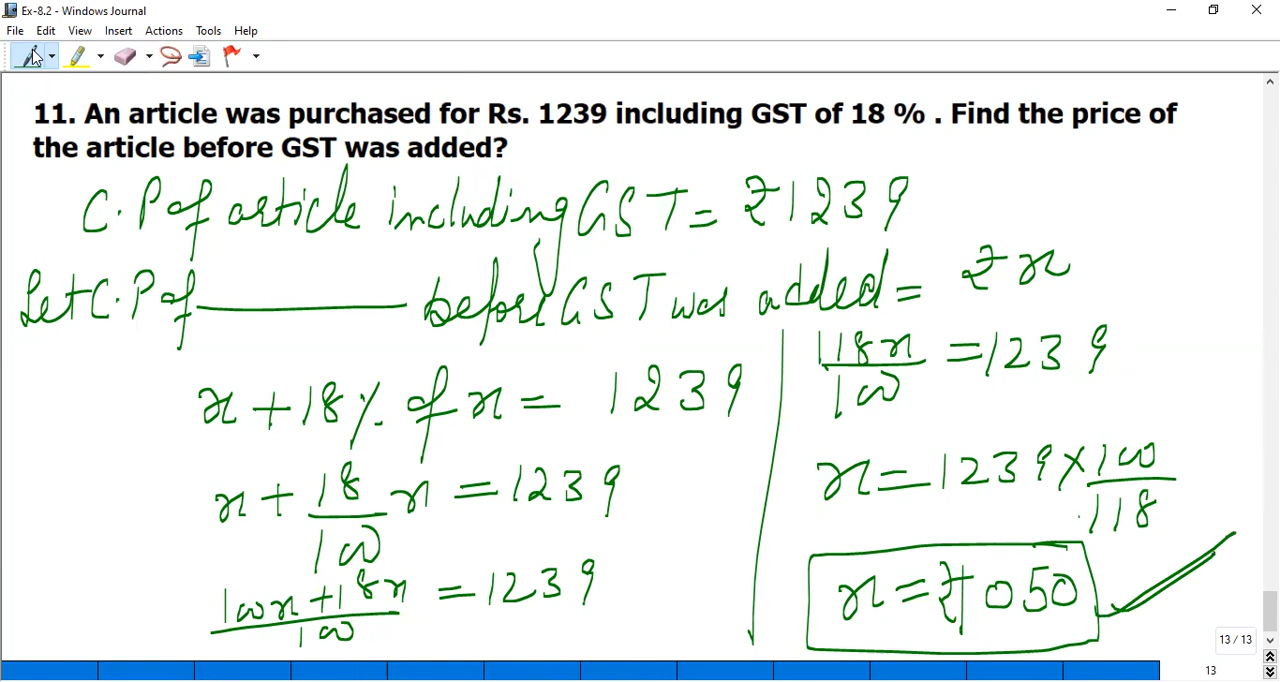 Ex-8.2 - Windows Journal
File Edit View Insert Actions Tools Help
11. An article was purchased for Rs. 1239 including GST of 18 % . Find the price of
the article before GST was added?
C.P of article including GST = ₹1239
Let C.P of ———— before GST was added = ₹ x
x + 18% of x = 1239
x + 18/100 x = 1239
100x + 18x / 100 = 1239
118x / 100 = 1239
x = 1239 × 100/118
x = ₹1050
13 / 13
13